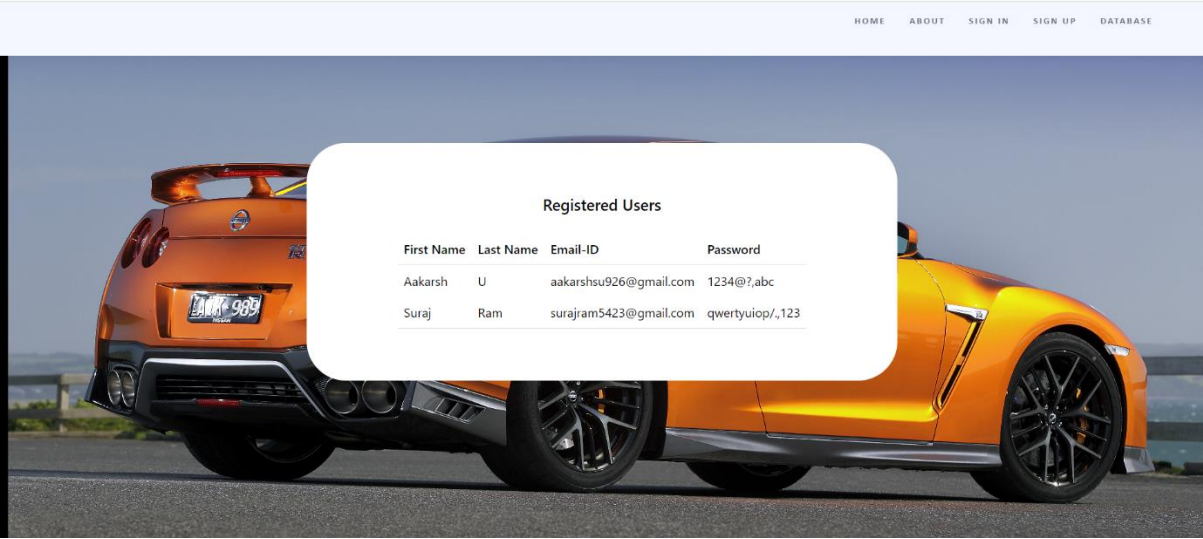 HOME ABOUT SIGN IN SIGN UP DATABASE
Registered Users
First Name Last Name Email-ID Password
Aakarsh U aakarshsu926@gmail.com 1234@?,abc
Suraj Ram surajram5423@gmail.com qwertyuiop/.,123